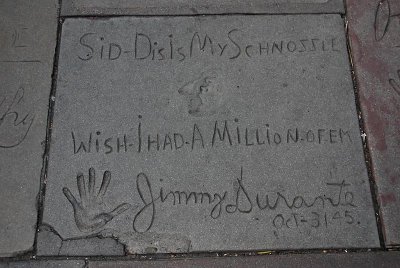 SID-DIS IS MY SCHNOSSLE
WISH-I HAD-A MILLION.OF.EM
Jimmy Durante
Oct-31 45.